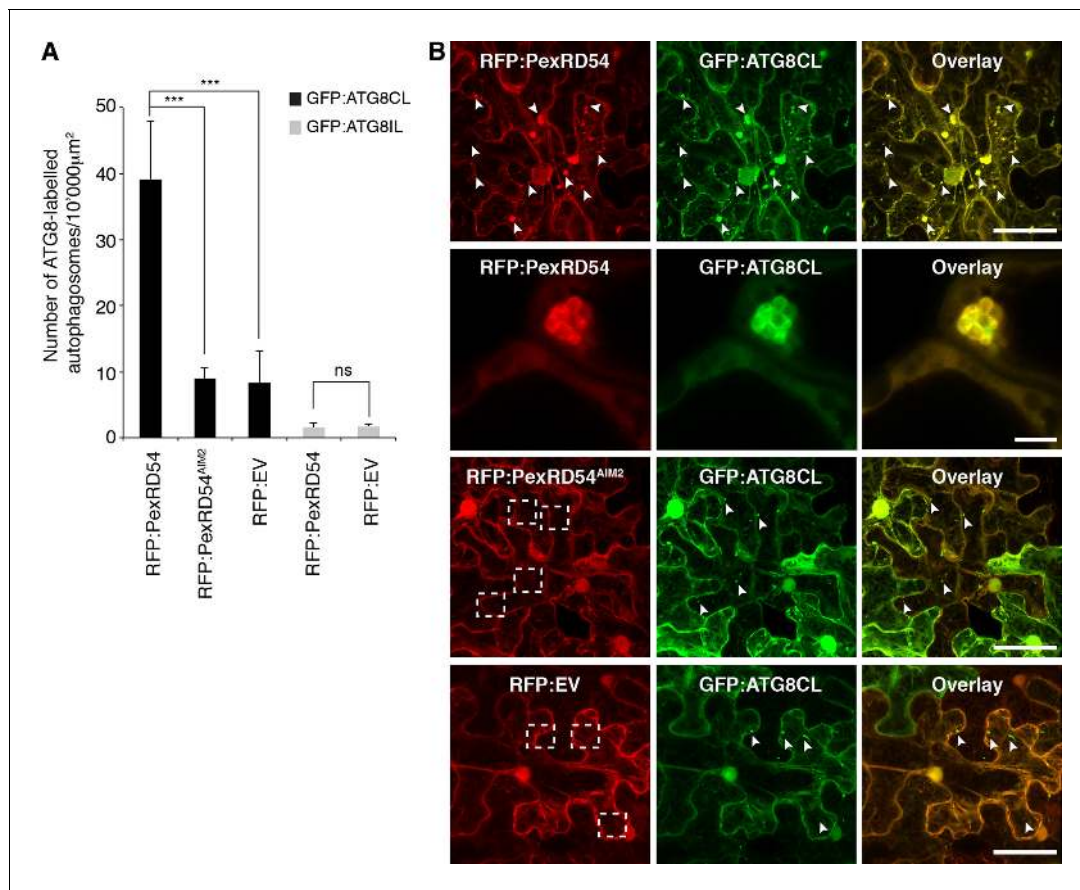 A
B
GFP:ATG8CL
GFP:ATG8IL
***
***
ns
Number of ATG8-labelled
autophagosomes/10'000µm²
50
40
30
20
10
0
RFP:PexRD54
RFP:PexRD54ᴬᴵᴹ²
RFP:EV
RFP:PexRD54
RFP:EV
RFP:PexRD54 GFP:ATG8CL Overlay
RFP:PexRD54 GFP:ATG8CL Overlay
RFP:PexRD54ᴬᴵᴹ² GFP:ATG8CL Overlay
RFP:EV GFP:ATG8CL Overlay